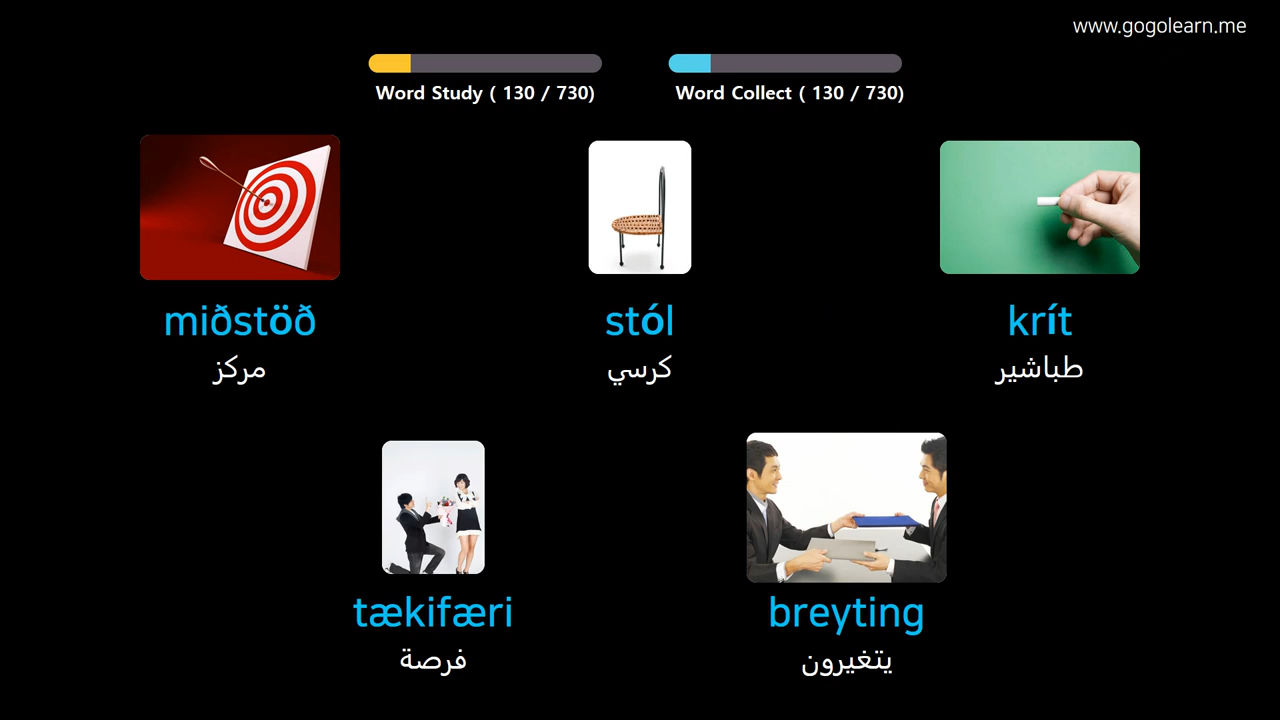 www.gogolearn.me
Word Study ( 130 / 730)
Word Collect ( 130 / 730)
miðstöð
مركز
stól
كرسي
krít
طباشير
tækifæri
فرصة
breyting
يتغيرون